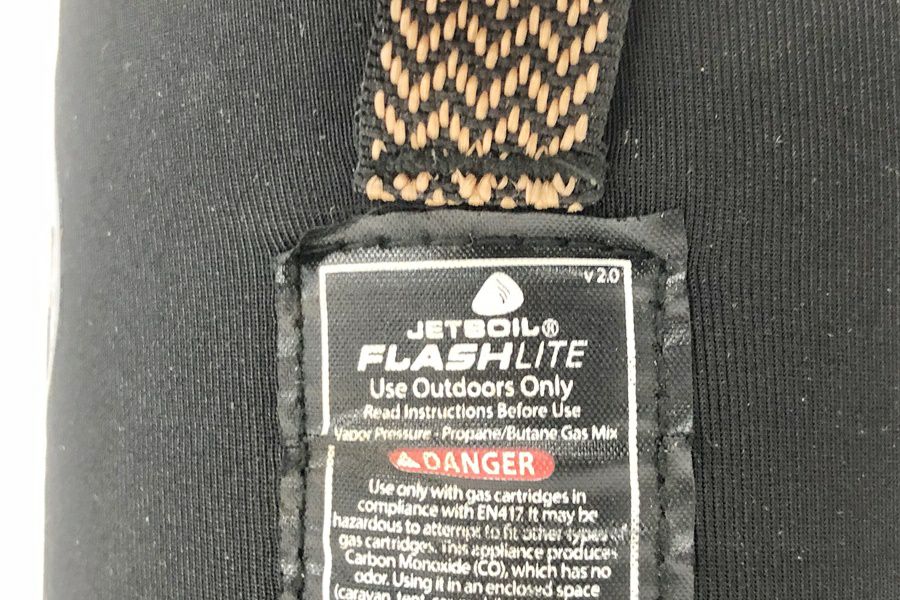 v 2.0
JETBOIL®
FLASHLITE
Use Outdoors Only
Read Instructions Before Use
Vapor Pressure - Propane/Butane Gas Mix
DANGER
Use only with gas cartridges in
compliance with EN417. It may be
hazardous to attempt to fit other types of
gas cartridges. This appliance produces
Carbon Monoxide (CO), which has no
odor. Using it in an enclosed space
(caravan, tent,